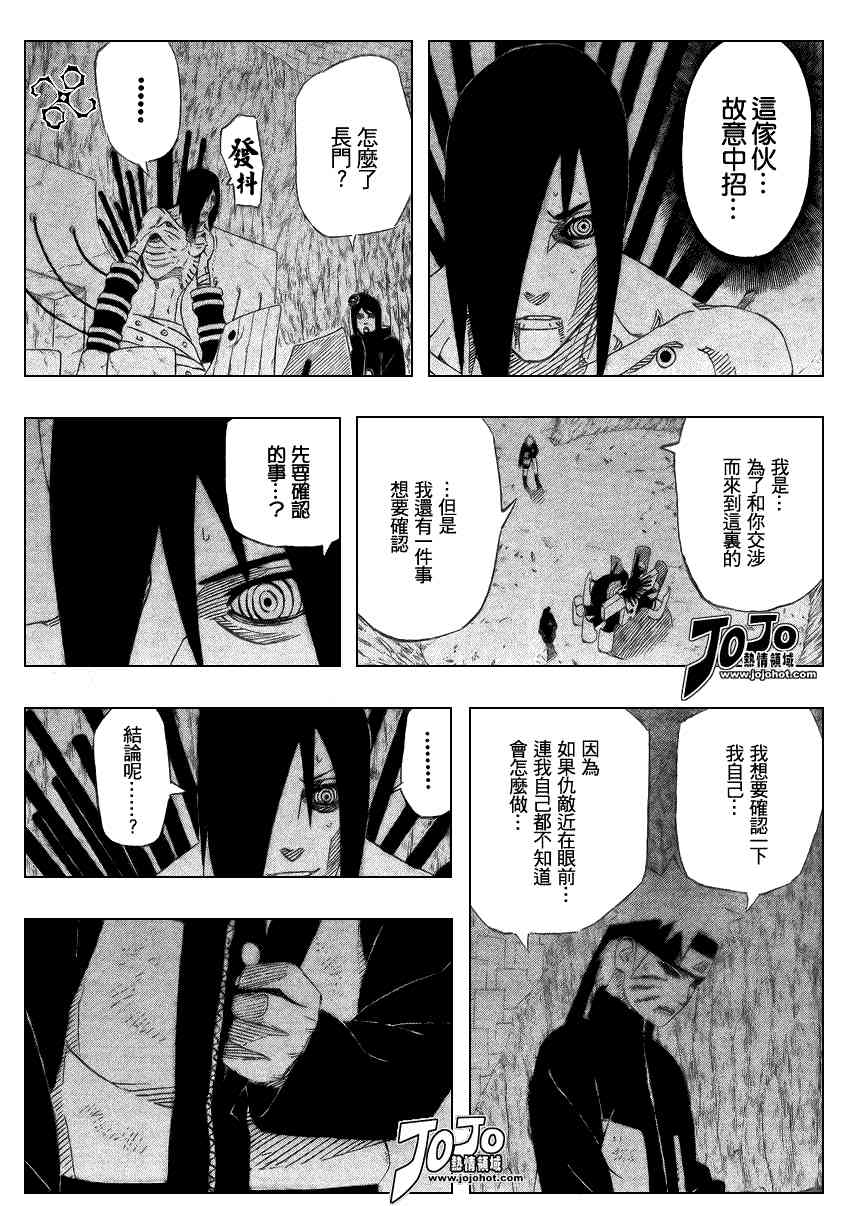 這傢伙…
故意中招…
怎麼了
長門？
發抖
……
我是…
為了和你交涉
而來到這裏的
…但是
我還有一件事
想要確認
先要確認
的事…？
JOJO
熱情領域
www.jojohot.com
我想要確認一下
我自己…
因為
如果仇敵近在眼前…
連我自己都不知道
會怎麼做…
……
結論呢……？
JOJO
熱情領域
www.jojohot.com